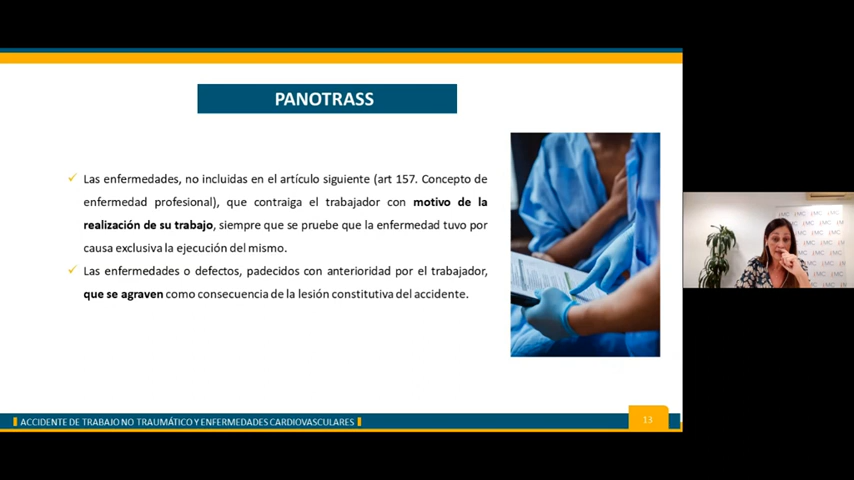 PANOTRASS
Las enfermedades, no incluidas en el artículo siguiente (art 157. Concepto de
enfermedad profesional), que contraiga el trabajador con motivo de la
realización de su trabajo, siempre que se pruebe que la enfermedad tuvo por
causa exclusiva la ejecución del mismo.
Las enfermedades o defectos, padecidos con anterioridad por el trabajador,
que se agraven como consecuencia de la lesión constitutiva del accidente.
ACCIDENTE DE TRABAJO NO TRAUMÁTICO Y ENFERMEDADES CARDIOVASCULARES
13